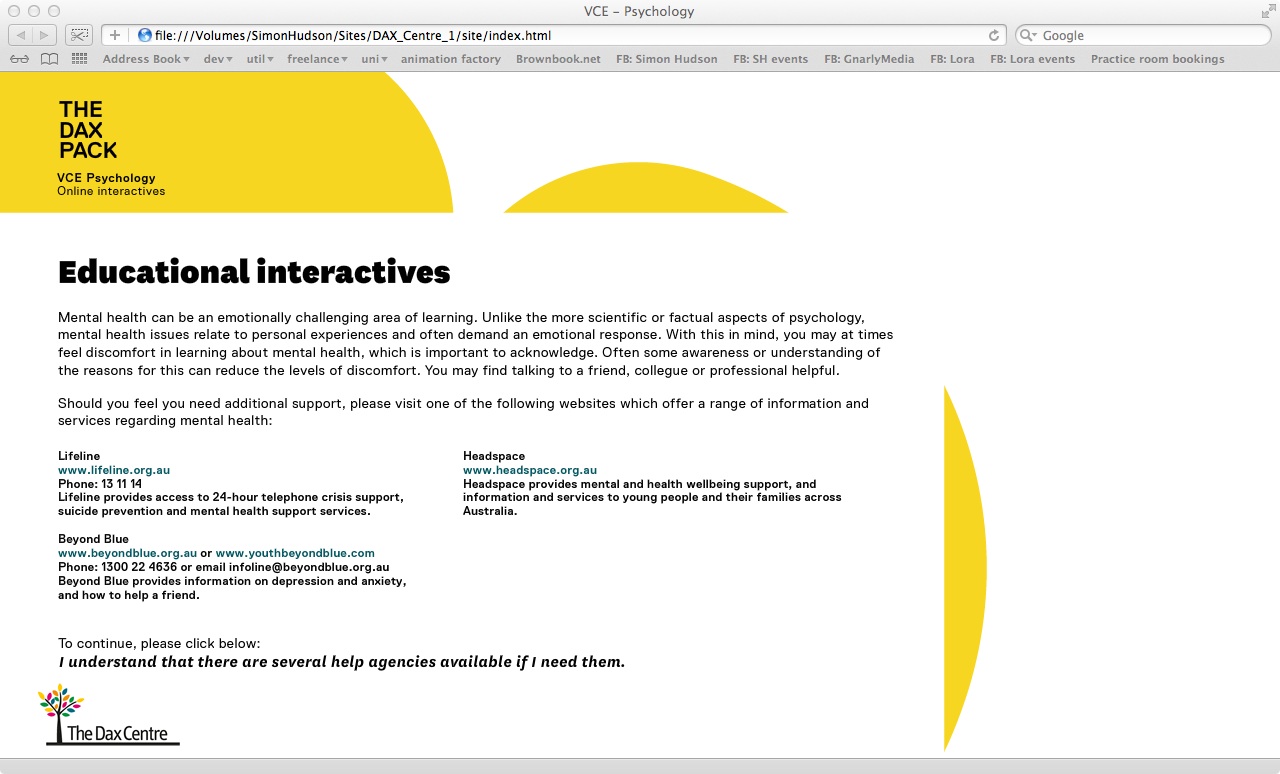 VCE – Psychology
file:///Volumes/SimonHudson/Sites/DAX_Centre_1/site/index.html
Google
Address Book dev util freelance uni animation factory Brownbook.net FB: Simon Hudson FB: SH events FB: GnarlyMedia FB: Lora FB: Lora events Practice room bookings
THE
DAX
PACK
VCE Psychology
Online interactives
Educational interactives
Mental health can be an emotionally challenging area of learning. Unlike the more scientific or factual aspects of psychology,
mental health issues relate to personal experiences and often demand an emotional response. With this in mind, you may at times
feel discomfort in learning about mental health, which is important to acknowledge. Often some awareness or understanding of
the reasons for this can reduce the levels of discomfort. You may find talking to a friend, collegue or professional helpful.
Should you feel you need additional support, please visit one of the following websites which offer a range of information and
services regarding mental health:
Lifeline
www.lifeline.org.au
Phone: 13 11 14
Lifeline provides access to 24-hour telephone crisis support,
suicide prevention and mental health support services.
Headspace
www.headspace.org.au
Headspace provides mental and health wellbeing support, and
information and services to young people and their families across
Australia.
Beyond Blue
www.beyondblue.org.au or www.youthbeyondblue.com
Phone: 1300 22 4636 or email infoline@beyondblue.org.au
Beyond Blue provides information on depression and anxiety,
and how to help a friend.
To continue, please click below:
I understand that there are several help agencies available if I need them.
The Dax Centre